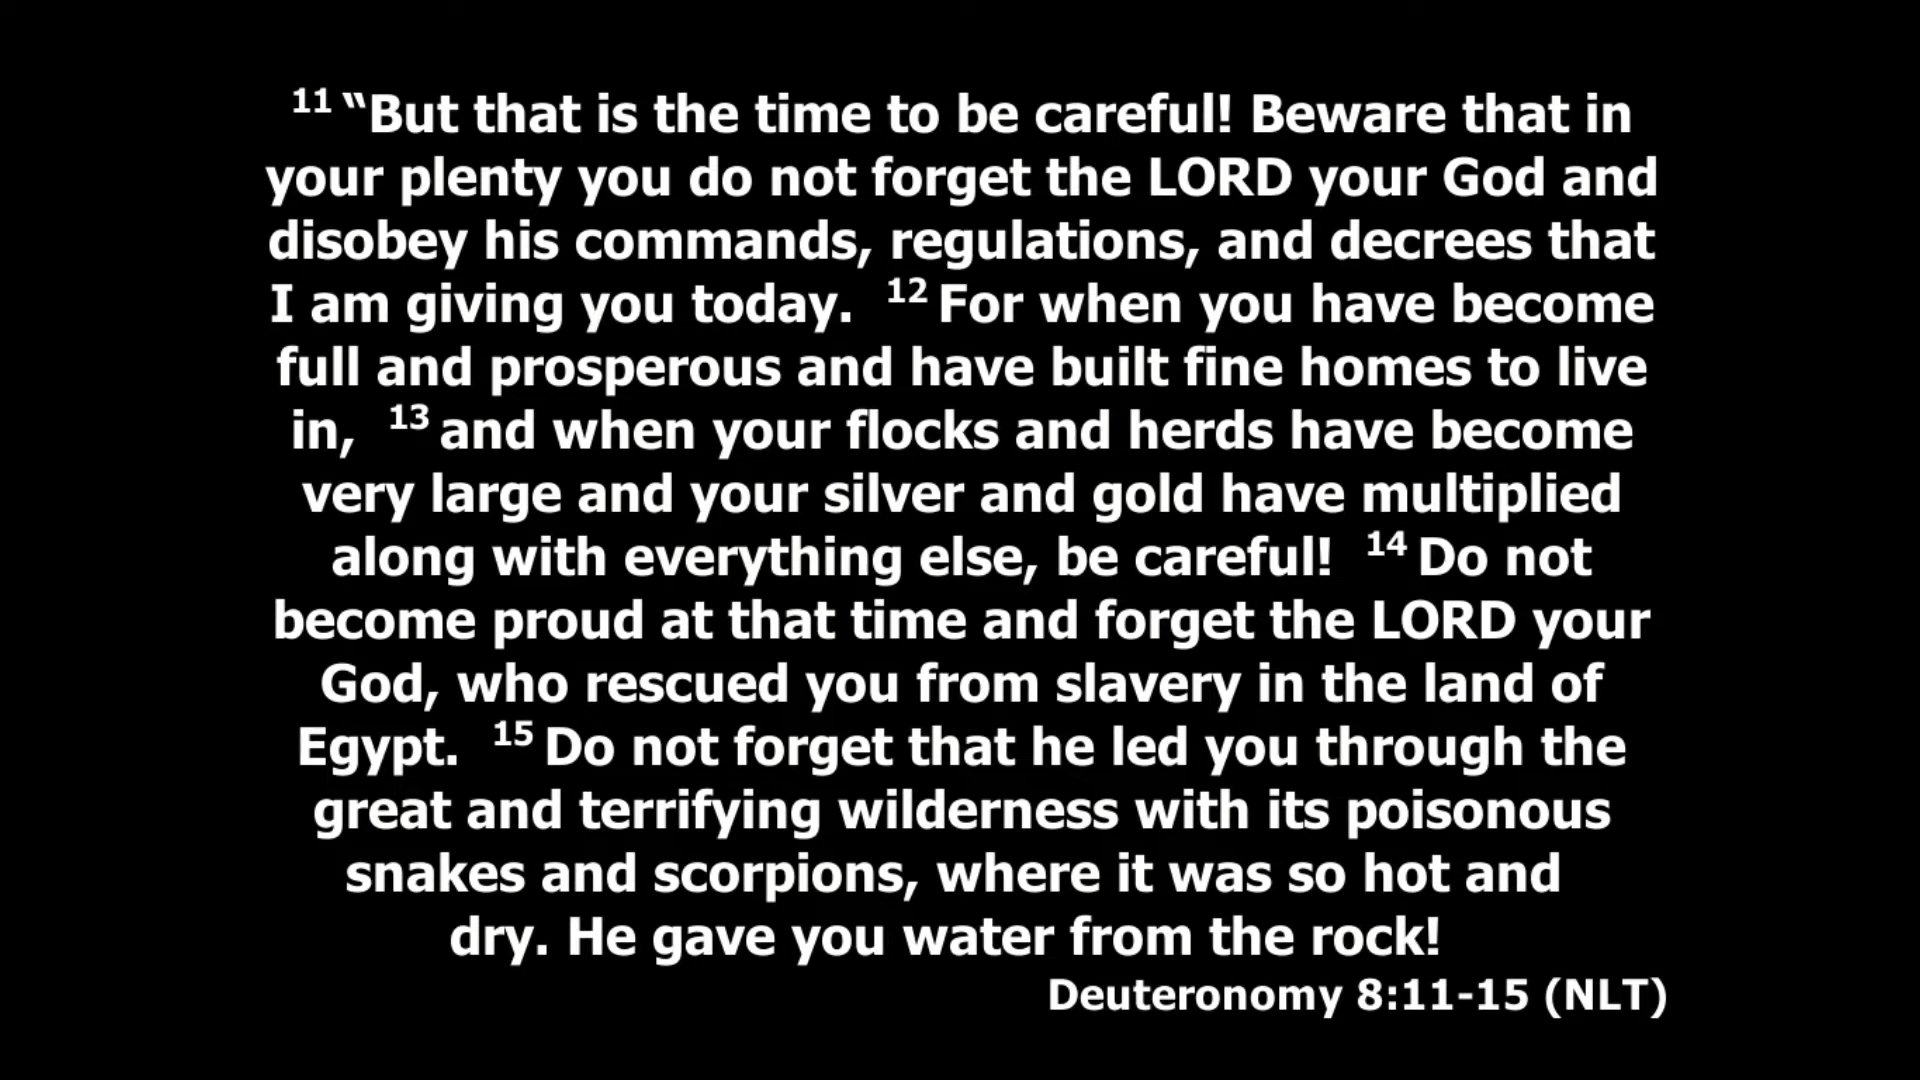 11 “But that is the time to be careful! Beware that in
your plenty you do not forget the LORD your God and
disobey his commands, regulations, and decrees that
I am giving you today. 12 For when you have become
full and prosperous and have built fine homes to live
in, 13 and when your flocks and herds have become
very large and your silver and gold have multiplied
along with everything else, be careful! 14 Do not
become proud at that time and forget the LORD your
God, who rescued you from slavery in the land of
Egypt. 15 Do not forget that he led you through the
great and terrifying wilderness with its poisonous
snakes and scorpions, where it was so hot and
dry. He gave you water from the rock!
Deuteronomy 8:11-15 (NLT)